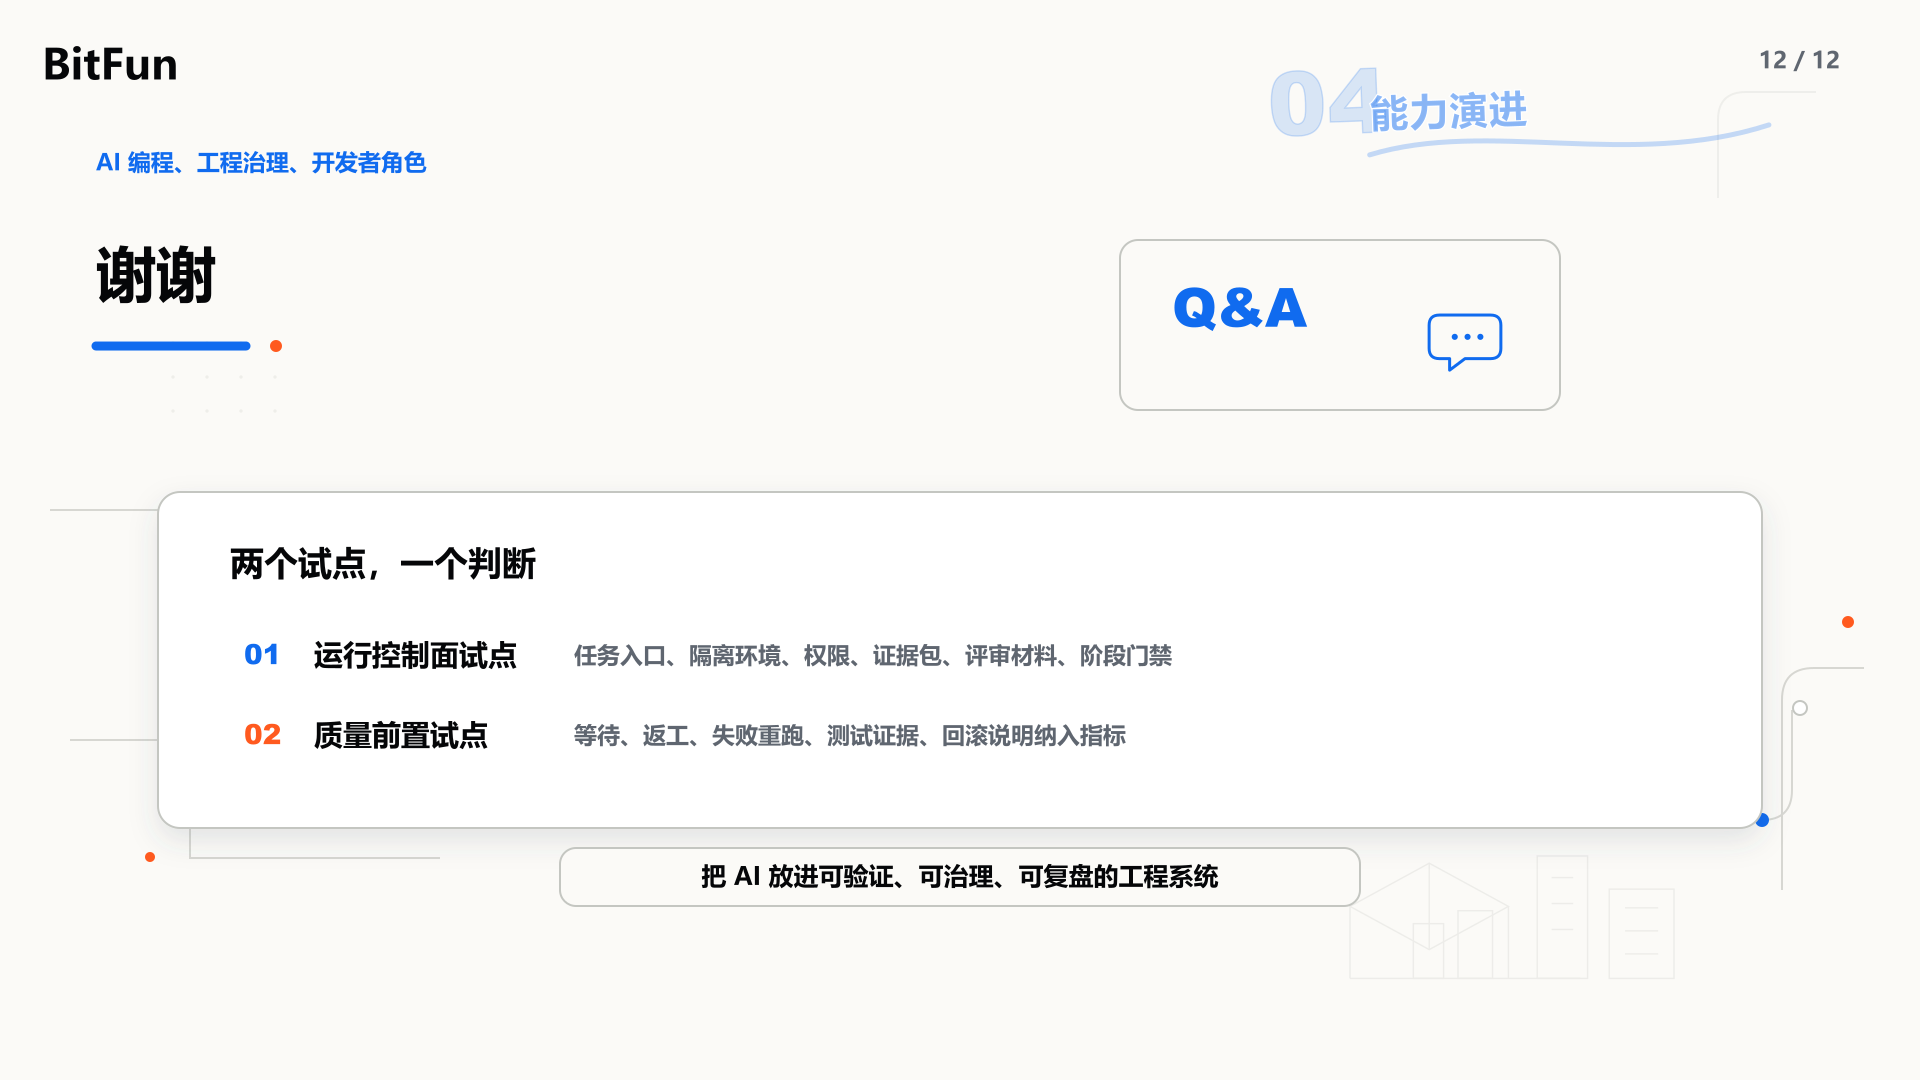 BitFun
12 / 12
04 能力演进
AI 编程、工程治理、开发者角色
谢谢
Q&A
两个试点，一个判断
01 运行控制面试点 任务入口、隔离环境、权限、证据包、评审材料、阶段门禁
02 质量前置试点 等待、返工、失败重跑、测试证据、回滚说明纳入指标
把 AI 放进可验证、可治理、可复盘的工程系统